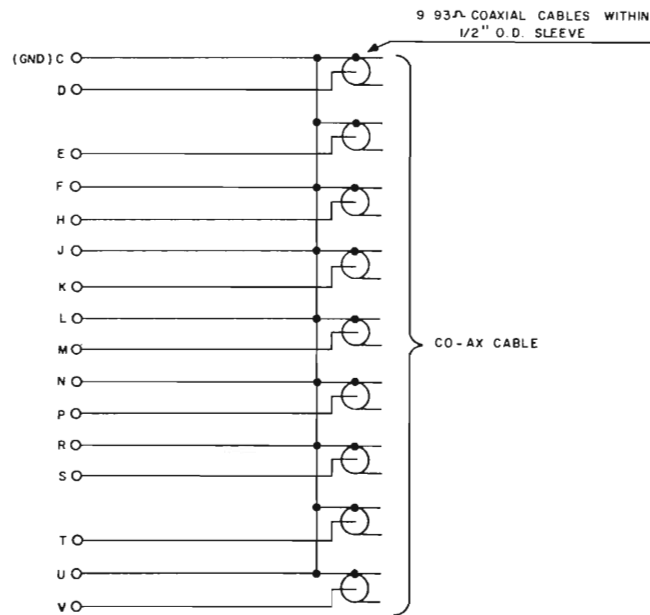 9 93Ω COAXIAL CABLES WITHIN
1/2" O.D. SLEEVE
(GND) C
D
E
F
H
J
K
L
M
CO-AX CABLE
N
P
R
S
T
U
V